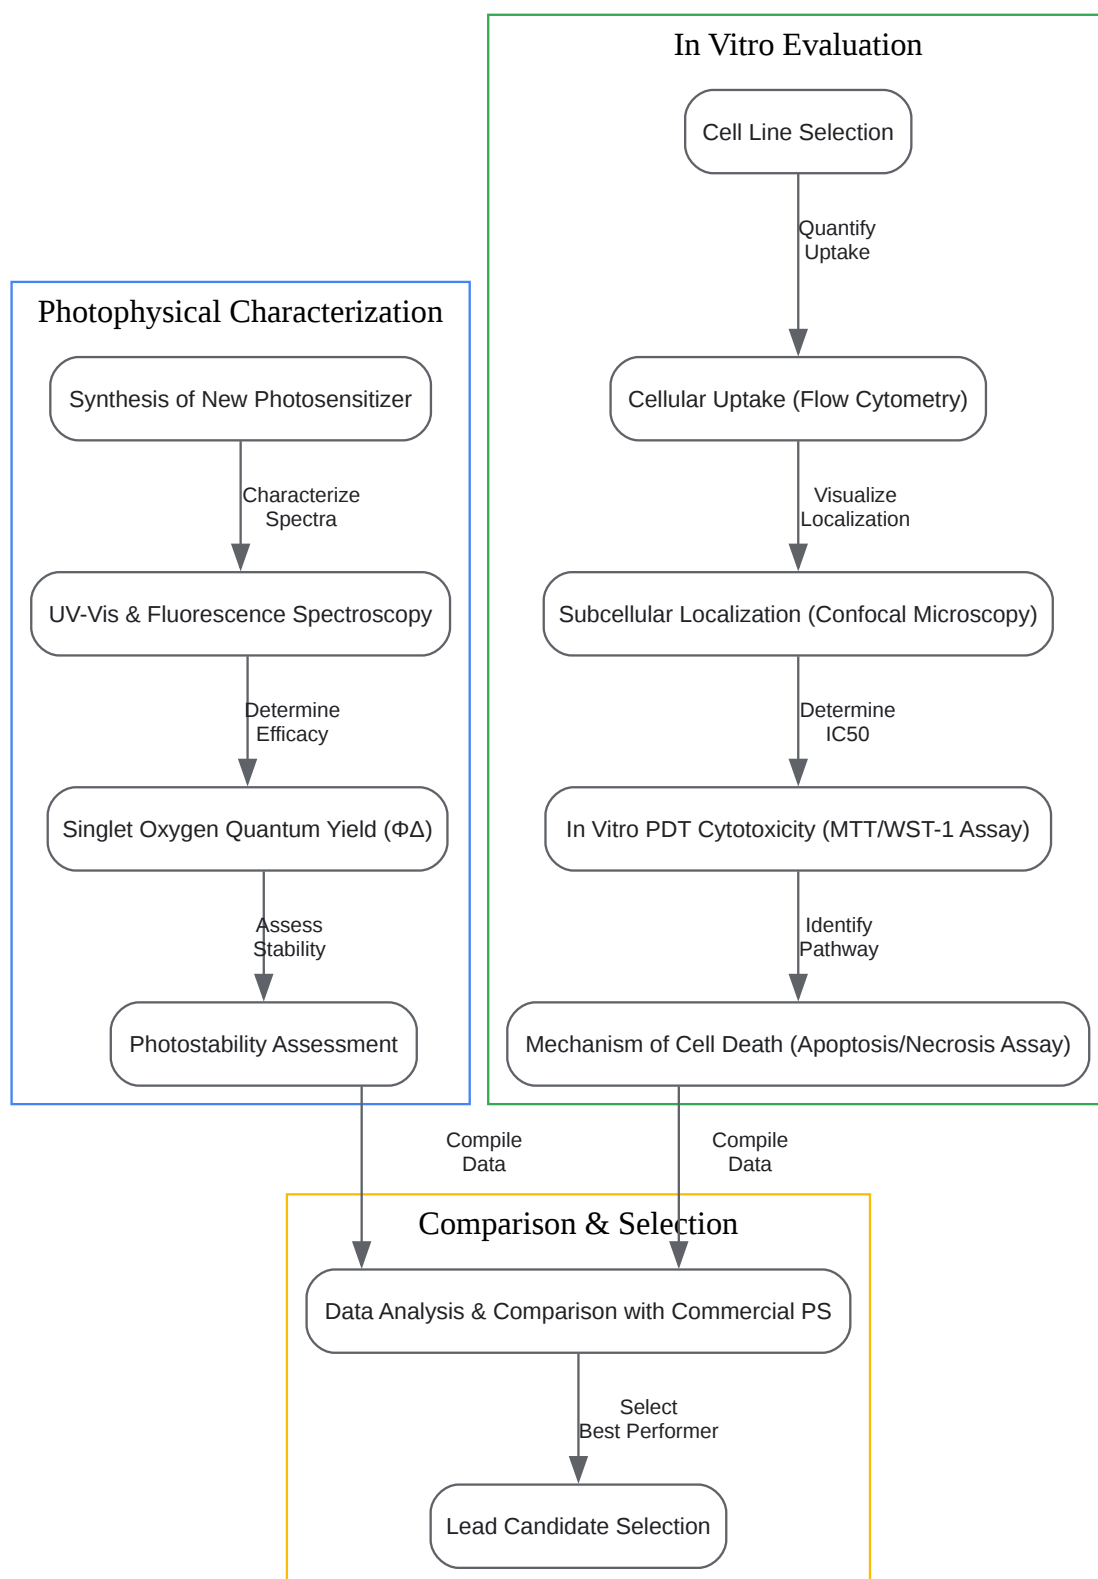 In Vitro Evaluation
Cell Line Selection
Quantify
Uptake
Cellular Uptake (Flow Cytometry)
Visualize
Localization
Subcellular Localization (Confocal Microscopy)
Determine
IC50
In Vitro PDT Cytotoxicity (MTT/WST-1 Assay)
Identify
Pathway
Mechanism of Cell Death (Apoptosis/Necrosis Assay)
Compile
Data
Photophysical Characterization
Synthesis of New Photosensitizer
Characterize
Spectra
UV-Vis & Fluorescence Spectroscopy
Determine
Efficacy
Singlet Oxygen Quantum Yield (ΦΔ)
Assess
Stability
Photostability Assessment
Compile
Data
Comparison & Selection
Data Analysis & Comparison with Commercial PS
Select
Best Performer
Lead Candidate Selection